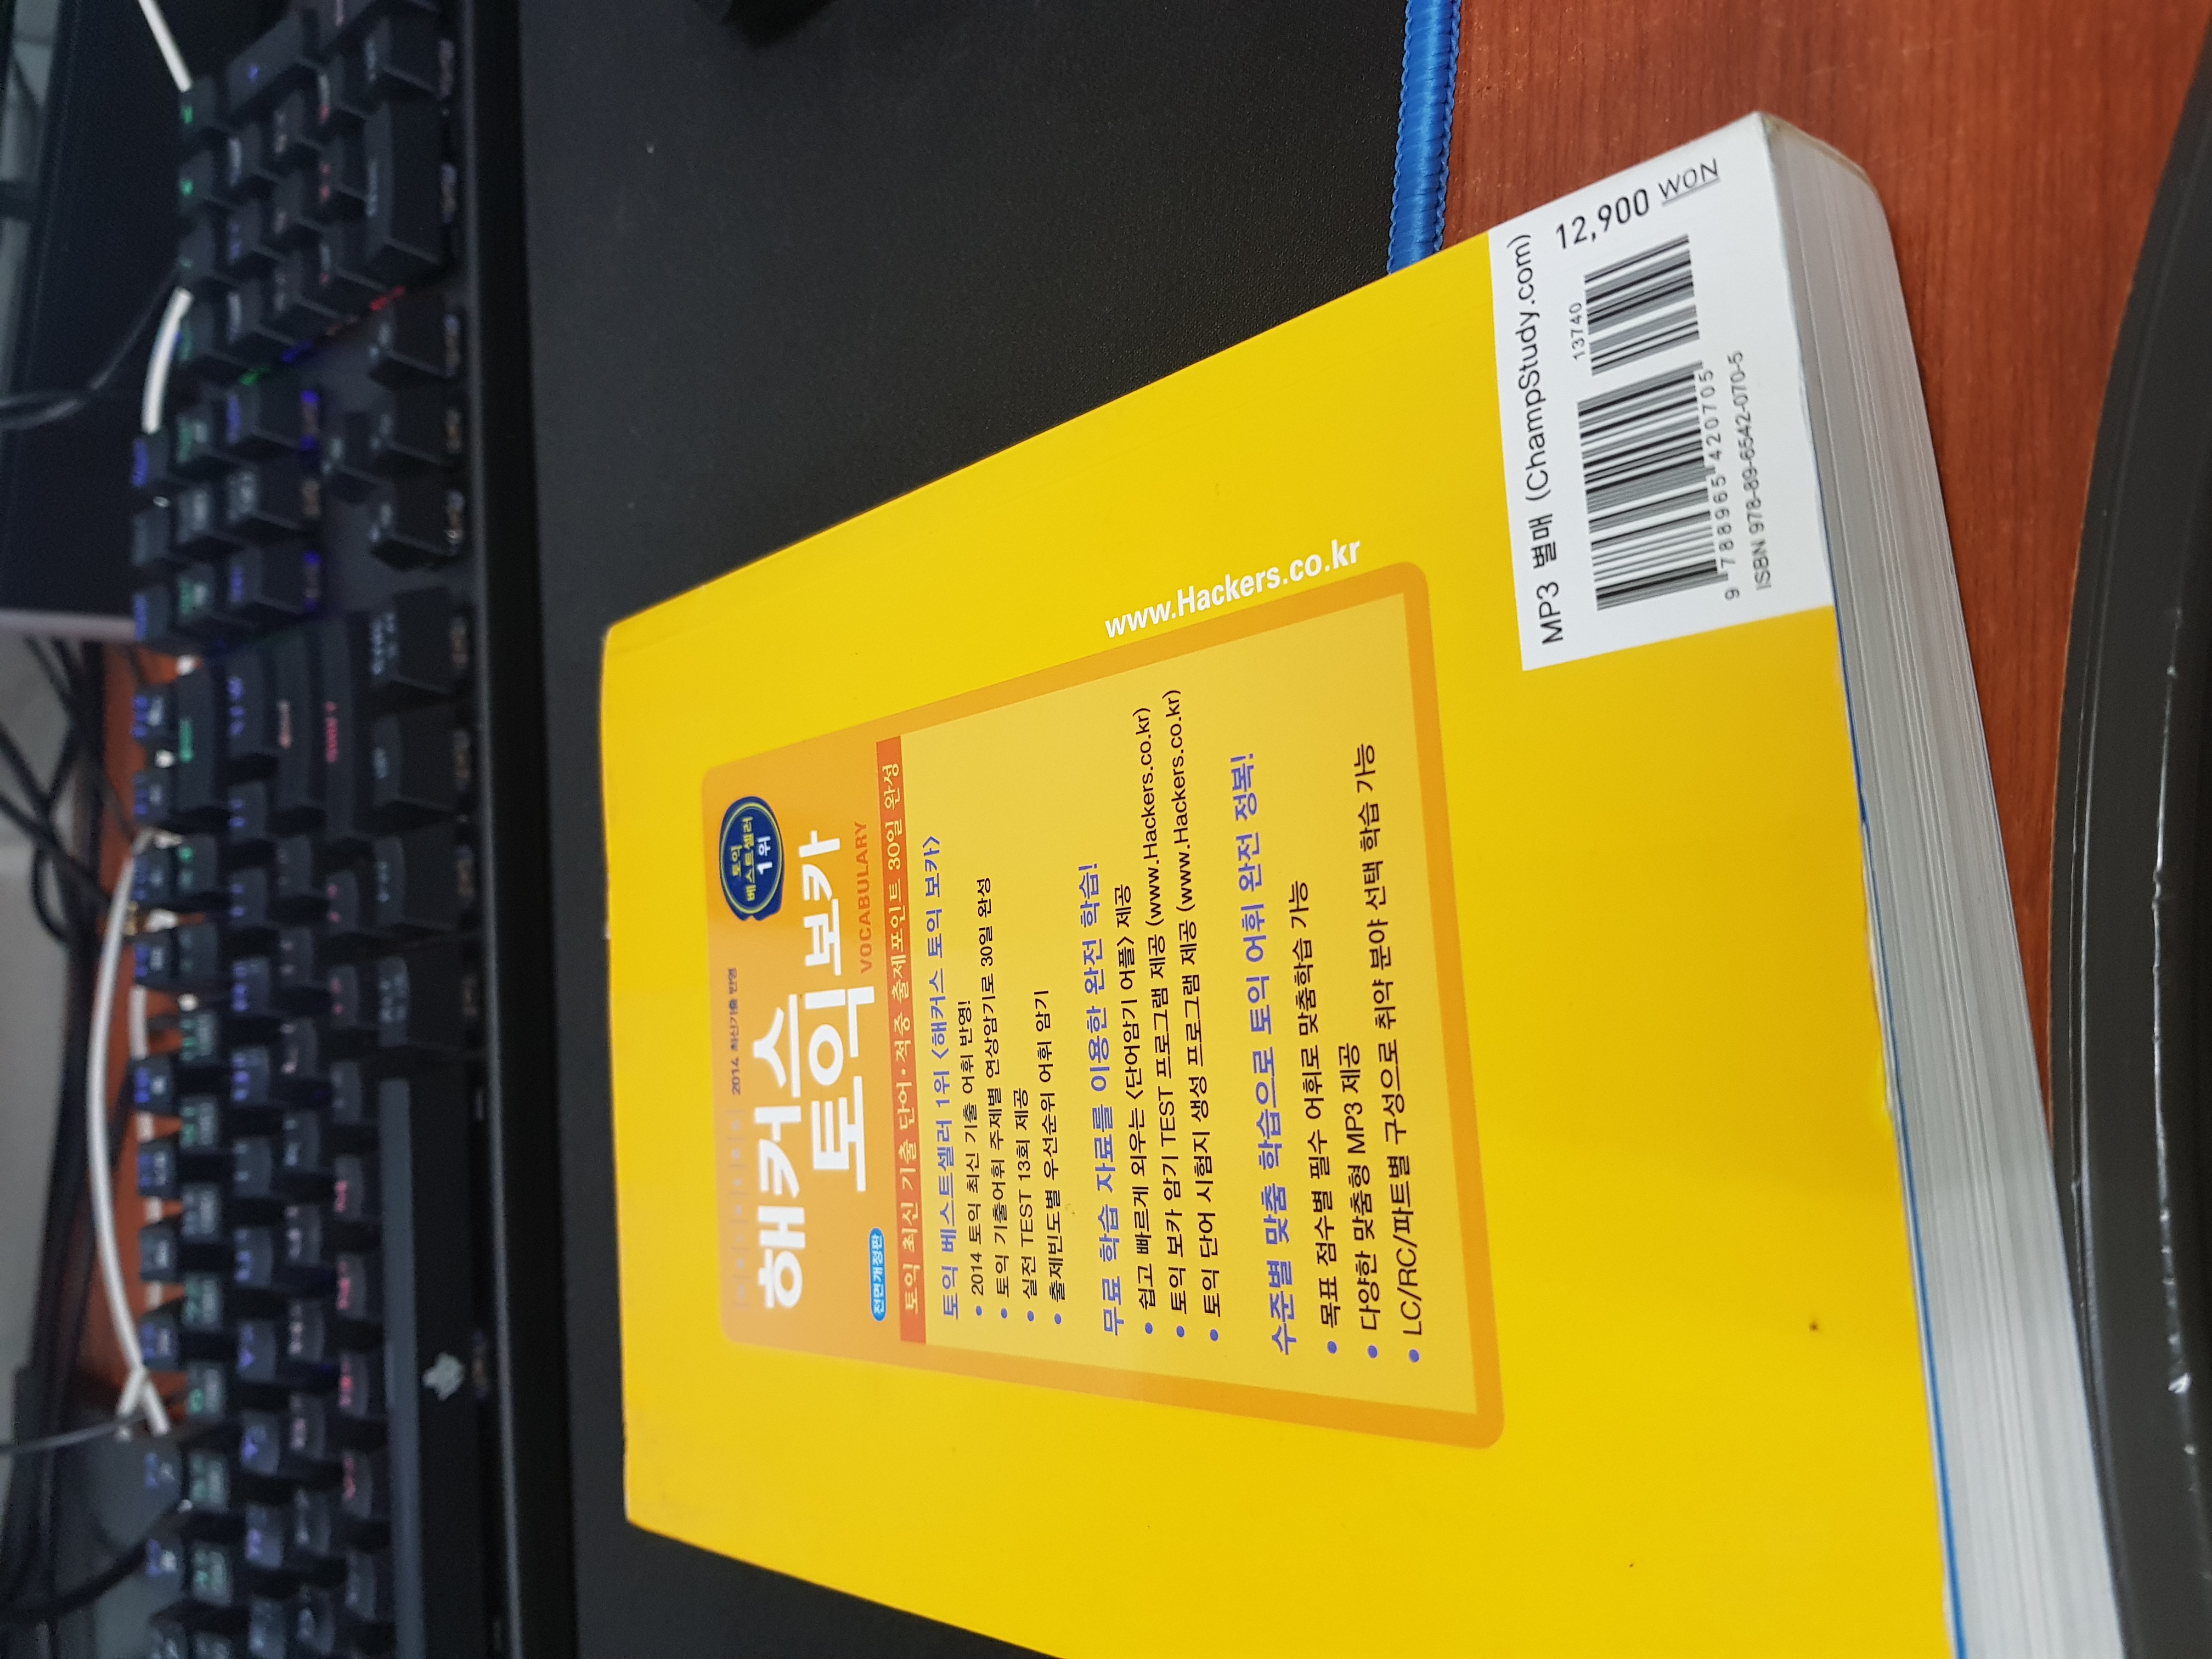 2014 최신기출 반영
토익
베스트셀러
1위
해커스
토익 보카
VOCABULARY
전면개정판
토익 최신 기출 단어·적중 출제포인트 30일 완성
토익 베스트셀러 1위 <해커스 토익 보카>
• 2014 토익 최신 기출 어휘 반영!
• 토익 기출어휘 주제별 연상암기로 30일 완성
• 실전 TEST 13회 제공
• 출제빈도별 우선순위 어휘 암기
무료 학습 자료를 이용한 완전 학습!
• 쉽고 빠르게 외우는 <단어암기 어플> 제공
• 토익 보카 암기 TEST 프로그램 제공 (www.Hackers.co.kr)
• 토익 단어 시험지 생성 프로그램 제공 (www.Hackers.co.kr)
수준별 맞춤 학습으로 토익 어휘 완전 정복!
• 목표 점수별 필수 어휘로 맞춤학습 가능
• 다양한 맞춤형 MP3 제공
• LC/RC/파트별 구성으로 취약 분야 선택 학습 가능
www.Hackers.co.kr
MP3 별매 (ChampStudy.com)
13740
12,900 WON
9 788965 420705
ISBN 978-89-6542-070-5